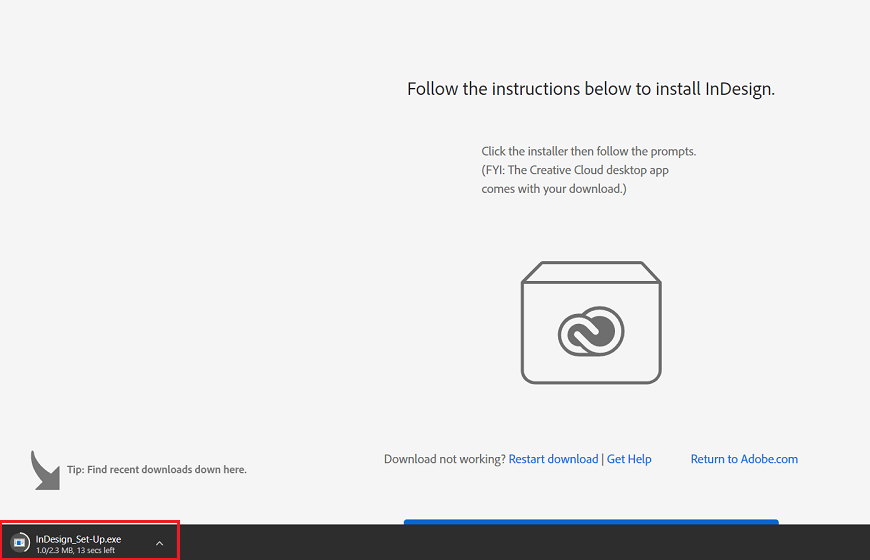 Follow the instructions below to install InDesign.
Click the installer then follow the prompts.
(FYI: The Creative Cloud desktop app
comes with your download.)
Download not working? Restart download | Get Help
Return to Adobe.com
Tip: Find recent downloads down here.
InDesign_Set-Up.exe
1.0/2.3 MB, 13 secs left